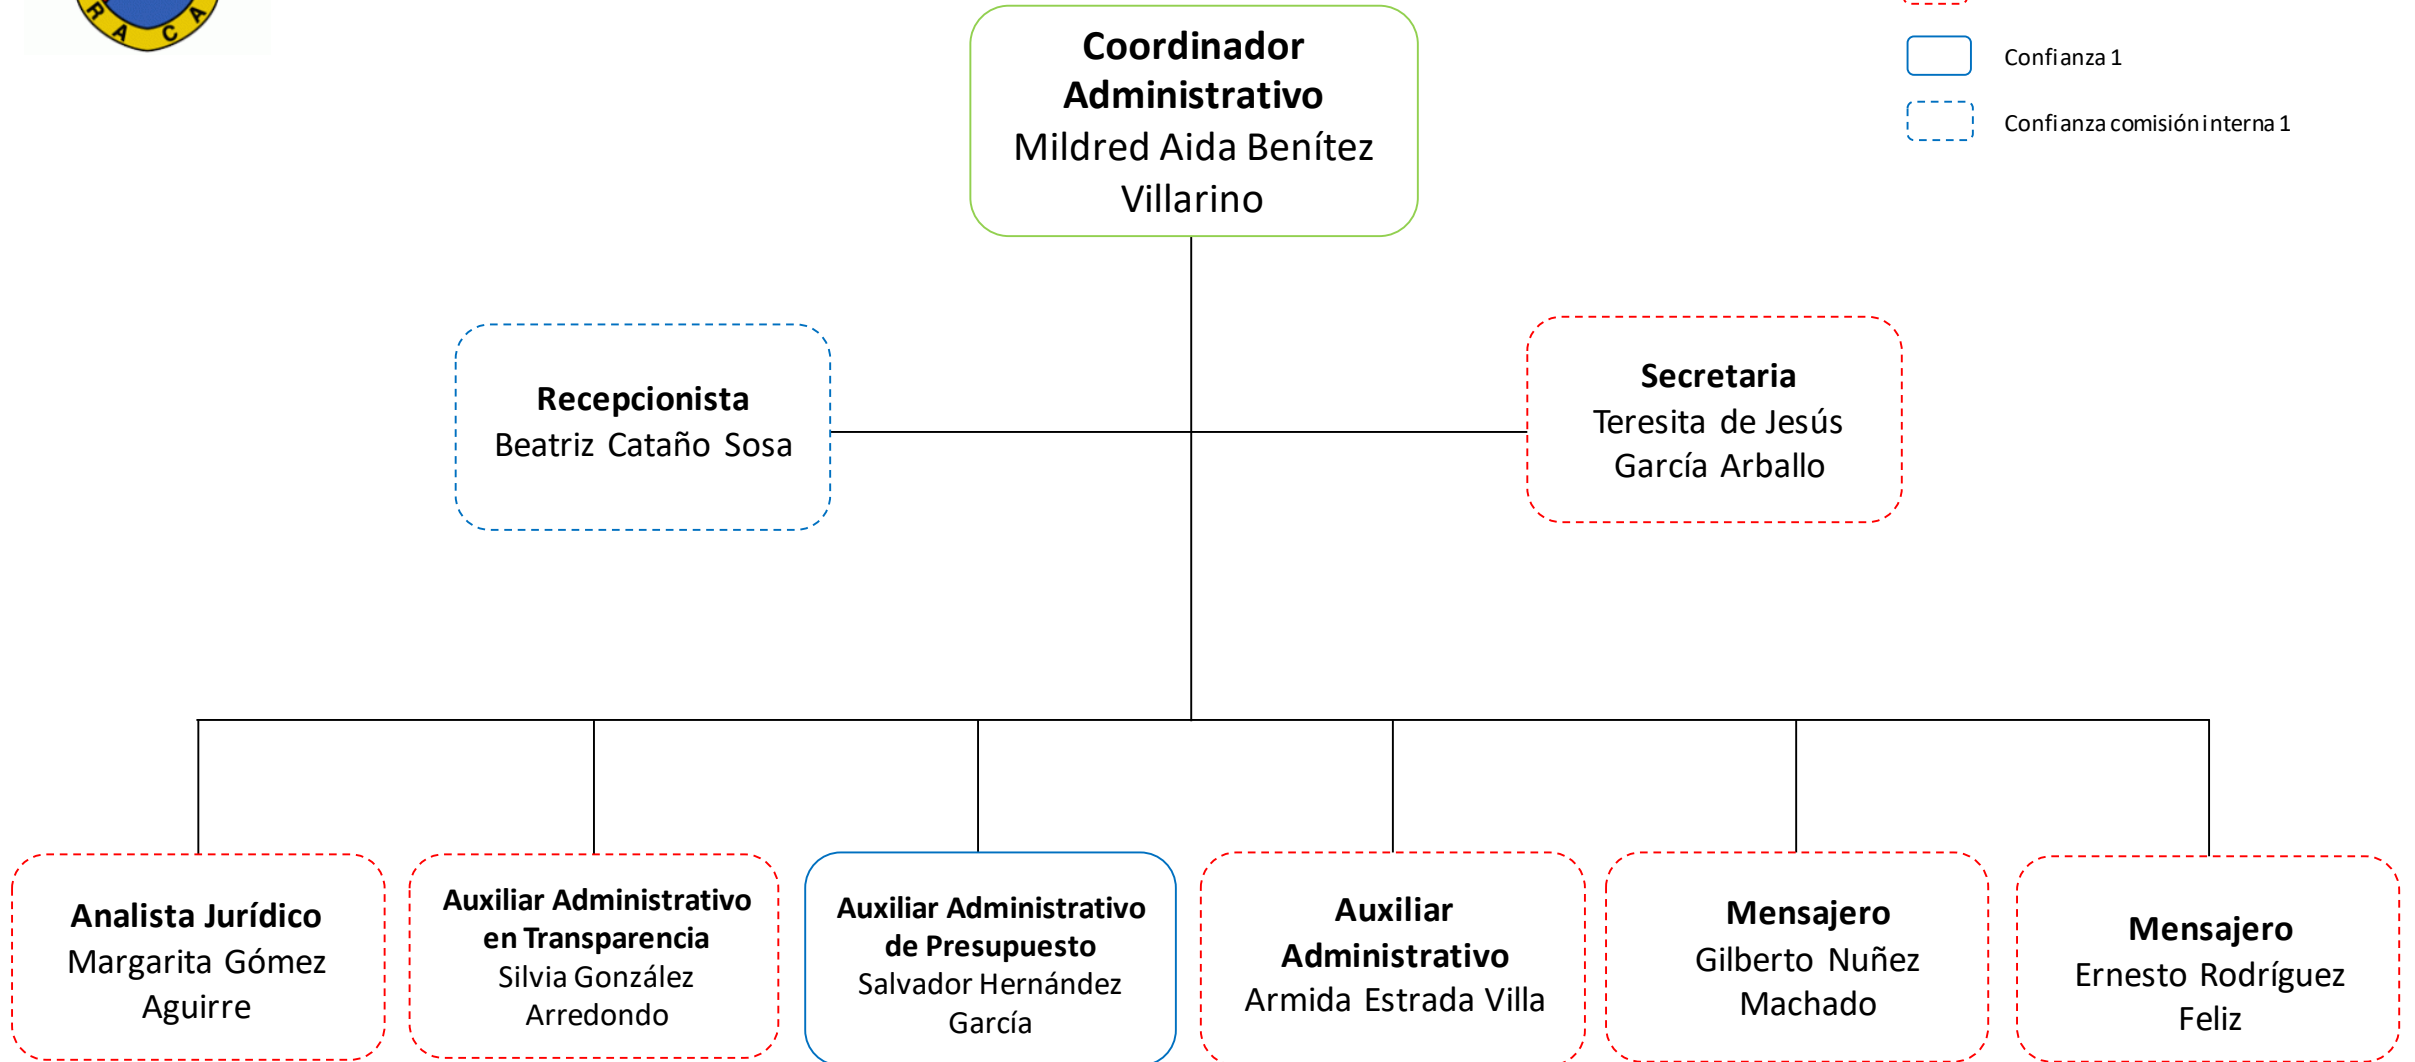 R A C A
Coordinador
Administrativo
Mildred Aida Benítez
Villarino
Confianza 1
Confianza comisión interna 1
Recepcionista
Beatriz Cataño Sosa
Secretaria
Teresita de Jesús
García Arballo
Analista Jurídico
Margarita Gómez
Aguirre
Auxiliar Administrativo
en Transparencia
Silvia González
Arredondo
Auxiliar Administrativo
de Presupuesto
Salvador Hernández
García
Auxiliar
Administrativo
Armida Estrada Villa
Mensajero
Gilberto Nuñez
Machado
Mensajero
Ernesto Rodríguez
Feliz